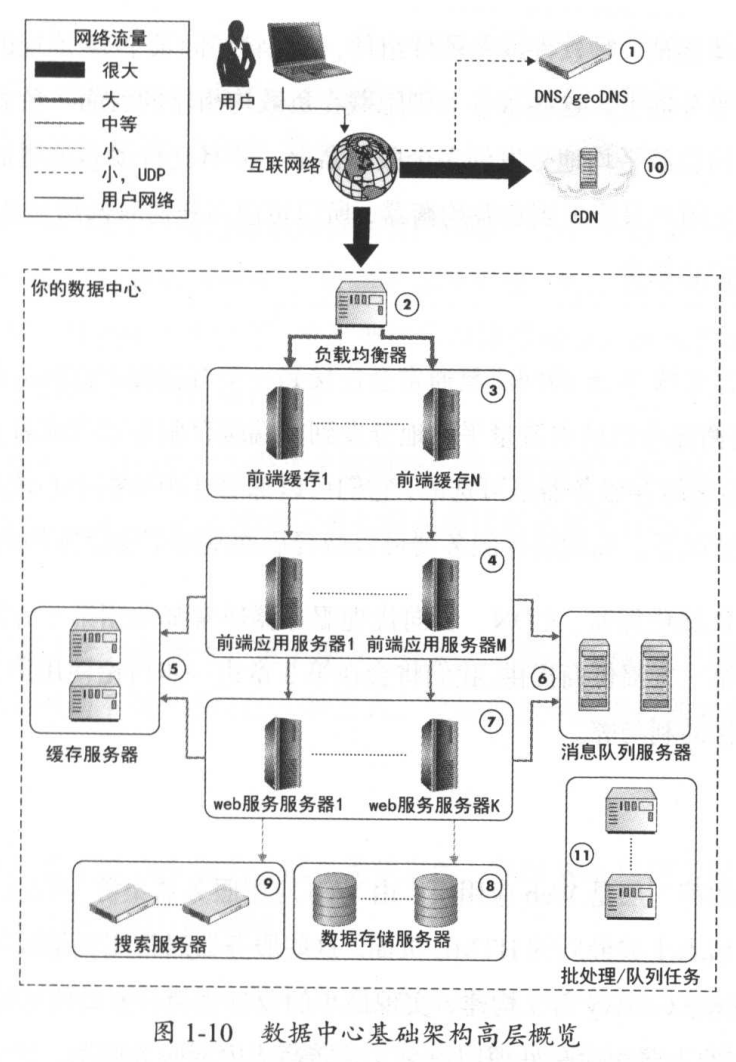 网络流量
很大
大
中等
小
小，UDP
用户网络
用户
①
DNS/geoDNS
互联网络
⑩
CDN
你的数据中心
②
负载均衡器
③
前端缓存1
前端缓存N
④
前端应用服务器1
前端应用服务器M
⑤
缓存服务器
⑥
消息队列服务器
⑦
web服务服务器1
web服务服务器K
⑨
搜索服务器
⑧
数据存储服务器
⑪
批处理/队列任务
图 1-10 数据中心基础架构高层概览